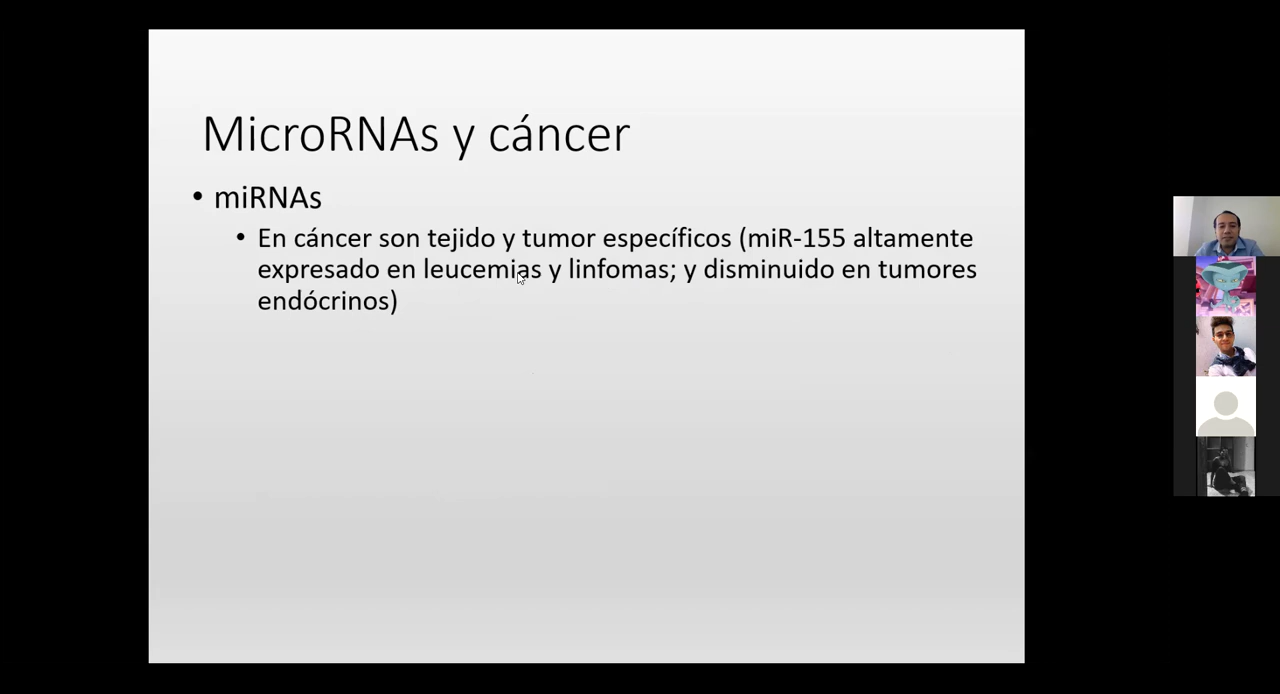 MicroRNAs y cáncer
• miRNAs
• En cáncer son tejido y tumor específicos (miR-155 altamente
expresado en leucemias y linfomas; y disminuido en tumores
endócrinos)